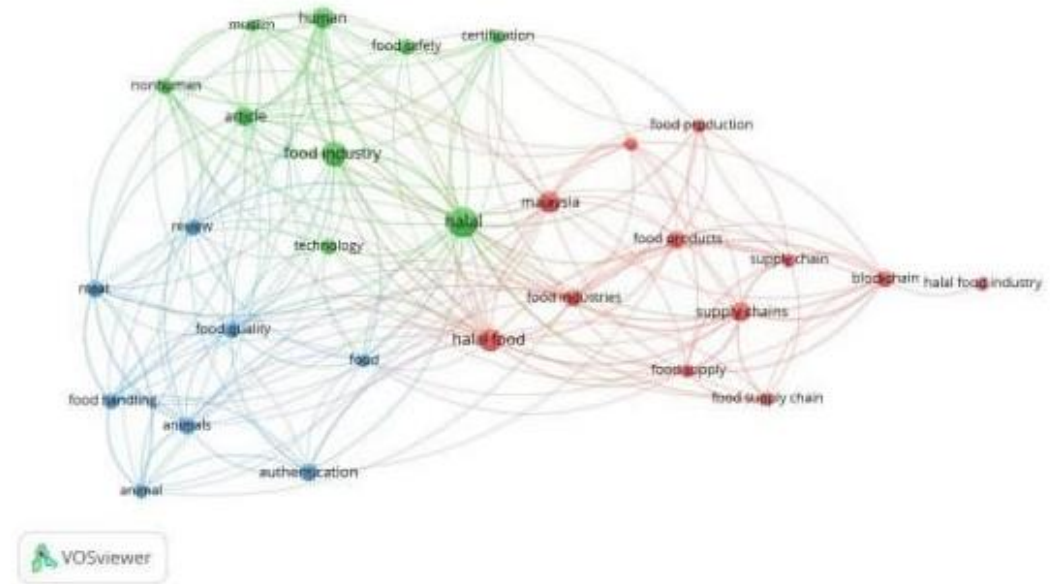 human
muslim
certification
food safety
nonhuman
article
food production
food industry
malaysia
halal
review
food products
technology
supply chain
blockchain
halal food industry
meat
food industries
supply chains
food quality
halal food
food
food supply
food supply chain
food handling
animals
authentication
animal
VOSviewer